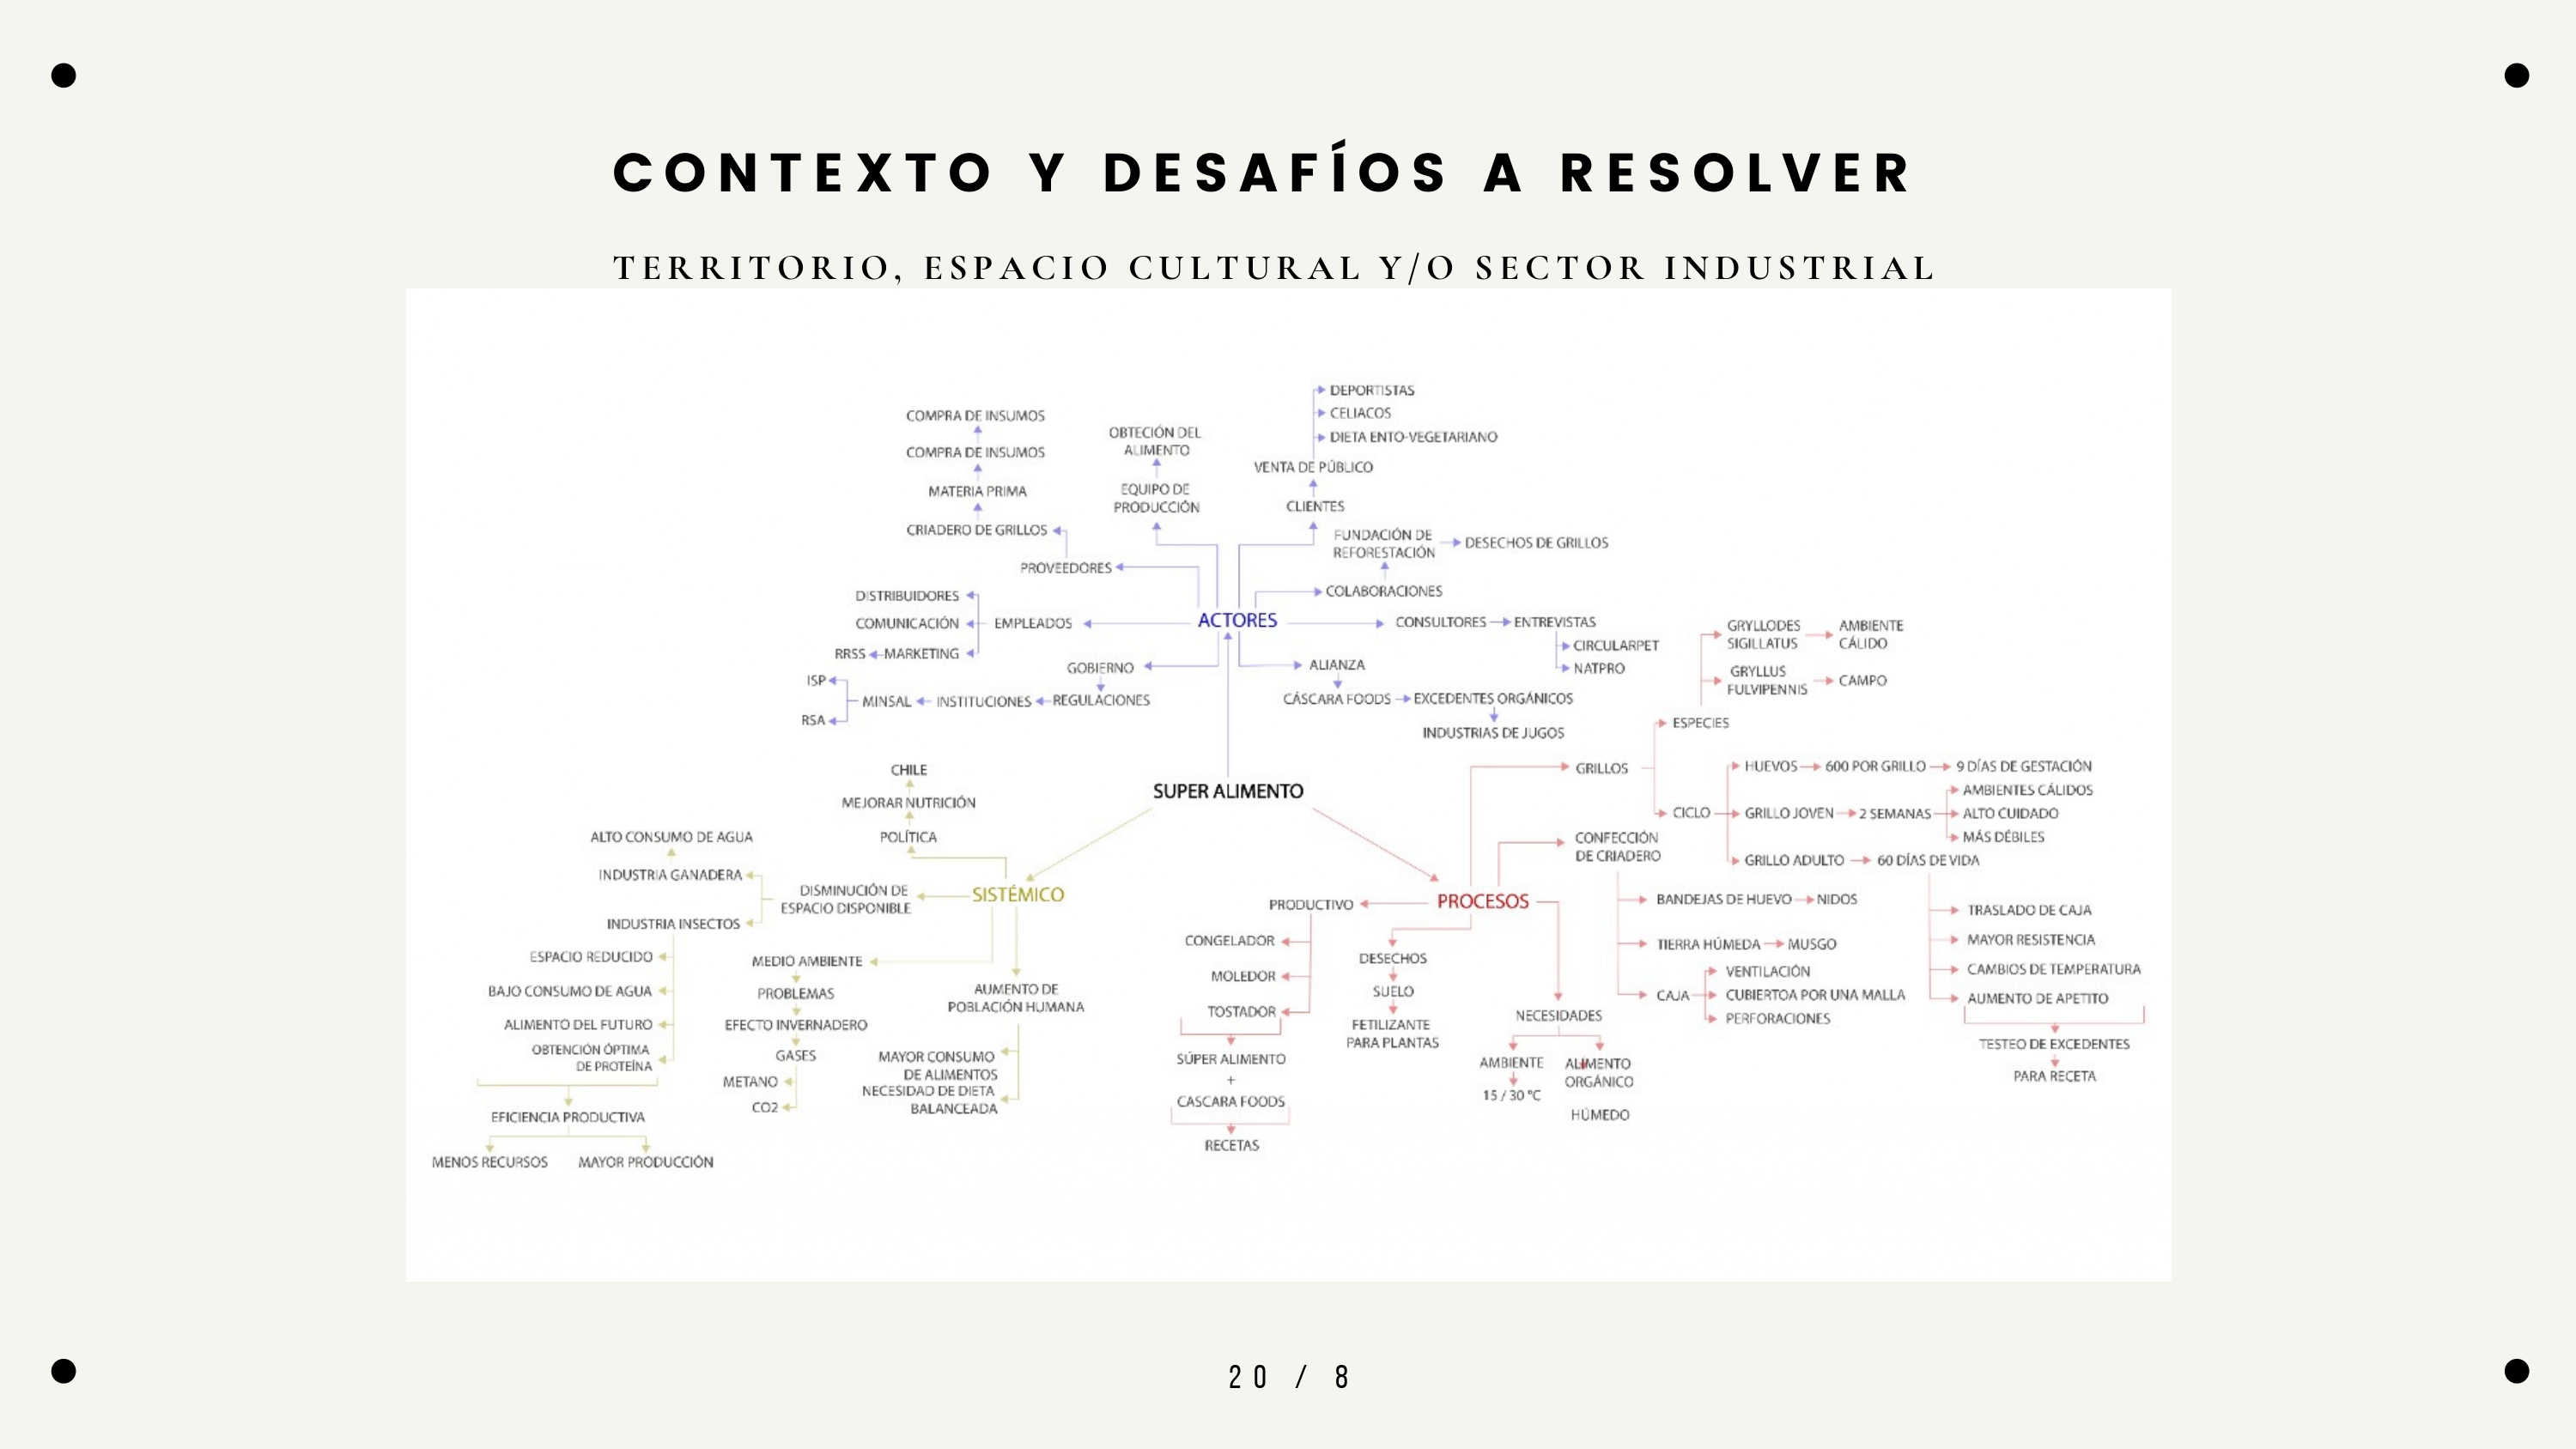 CONTEXTO Y DESAFÍOS A RESOLVER
TERRITORIO, ESPACIO CULTURAL Y/O SECTOR INDUSTRIAL
COMPRA DE INSUMOS
COMPRA DE INSUMOS
MATERIA PRIMA
CRIADERO DE GRILLOS
PROVEEDORES
OBTECIÓN DEL
ALIMENTO
EQUIPO DE
PRODUCCIÓN
DEPORTISTAS
CELIACOS
DIETA ENTO-VEGETARIANO
VENTA DE PÚBLICO
CLIENTES
FUNDACIÓN DE
REFORESTACIÓN
DESECHOS DE GRILLOS
COLABORACIONES
DISTRIBUIDORES
COMUNICACIÓN
EMPLEADOS
RRSS
MARKETING
ACTORES
CONSULTORES
ENTREVISTAS
CIRCULARPET
NATPRO
GOBIERNO
ALIANZA
ISP
MINSAL
INSTITUCIONES
REGULACIONES
RSA
CÁSCARA FOODS
EXCEDENTES ORGÁNICOS
INDUSTRIAS DE JUGOS
GRYLLODES
SIGILLATUS
AMBIENTE
CÁLIDO
GRYLLUS
FULVIPENNIS
CAMPO
ESPECIES
GRILLOS
CICLO
HUEVOS
600 POR GRILLO
9 DÍAS DE GESTACIÓN
GRILLO JOVEN
2 SEMANAS
AMBIENTES CÁLIDOS
ALTO CUIDADO
MÁS DÉBILES
GRILLO ADULTO
60 DÍAS DE VIDA
SUPER ALIMENTO
CHILE
MEJORAR NUTRICIÓN
POLÍTICA
ALTO CONSUMO DE AGUA
INDUSTRIA GANADERA
DISMINUCIÓN DE
ESPACIO DISPONIBLE
SISTÉMICO
INDUSTRIA INSECTOS
ESPACIO REDUCIDO
BAJO CONSUMO DE AGUA
ALIMENTO DEL FUTURO
OBTENCIÓN ÓPTIMA
DE PROTEÍNA
EFICIENCIA PRODUCTIVA
MENOS RECURSOS
MAYOR PRODUCCIÓN
MEDIO AMBIENTE
PROBLEMAS
EFECTO INVERNADERO
GASES
METANO
CO2
AUMENTO DE
POBLACIÓN HUMANA
MAYOR CONSUMO
DE ALIMENTOS
NECESIDAD DE DIETA
BALANCEADA
PROCESOS
PRODUCTIVO
CONGELADOR
MOLEDOR
TOSTADOR
SÚPER ALIMENTO
+
CASCARA FOODS
RECETAS
DESECHOS
SUELO
FETILIZANTE
PARA PLANTAS
NECESIDADES
AMBIENTE
15 / 30 °C
ALIMENTO
ORGÁNICO
HÚMEDO
CONFECCIÓN
DE CRIADERO
BANDEJAS DE HUEVO
NIDOS
TIERRA HÚMEDA
MUSGO
CAJA
VENTILACIÓN
CUBIERTOA POR UNA MALLA
PERFORACIONES
TRASLADO DE CAJA
MAYOR RESISTENCIA
CAMBIOS DE TEMPERATURA
AUMENTO DE APETITO
TESTEO DE EXCEDENTES
PARA RECETA
20 / 8